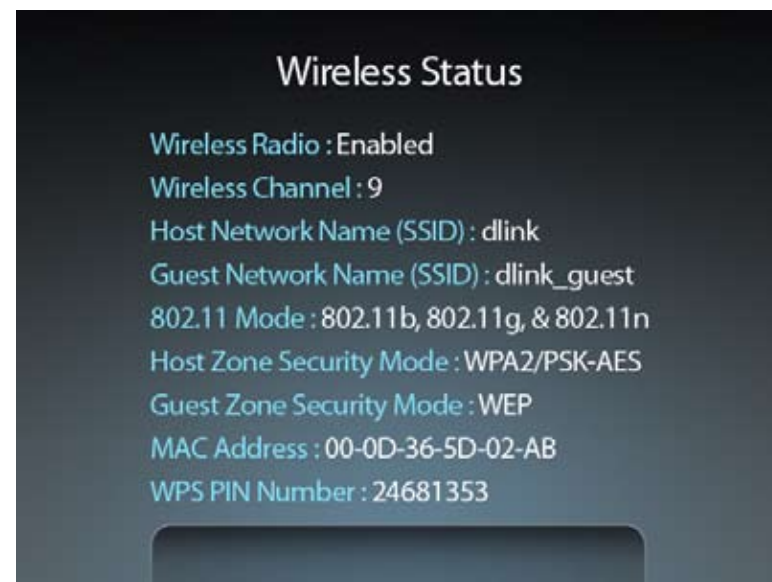 Wireless Status
Wireless Radio : Enabled
Wireless Channel : 9
Host Network Name (SSID) : dlink
Guest Network Name (SSID) : dlink_guest
802.11 Mode : 802.11b, 802.11g, & 802.11n
Host Zone Security Mode : WPA2/PSK-AES
Guest Zone Security Mode : WEP
MAC Address : 00-0D-36-5D-02-AB
WPS PIN Number : 24681353